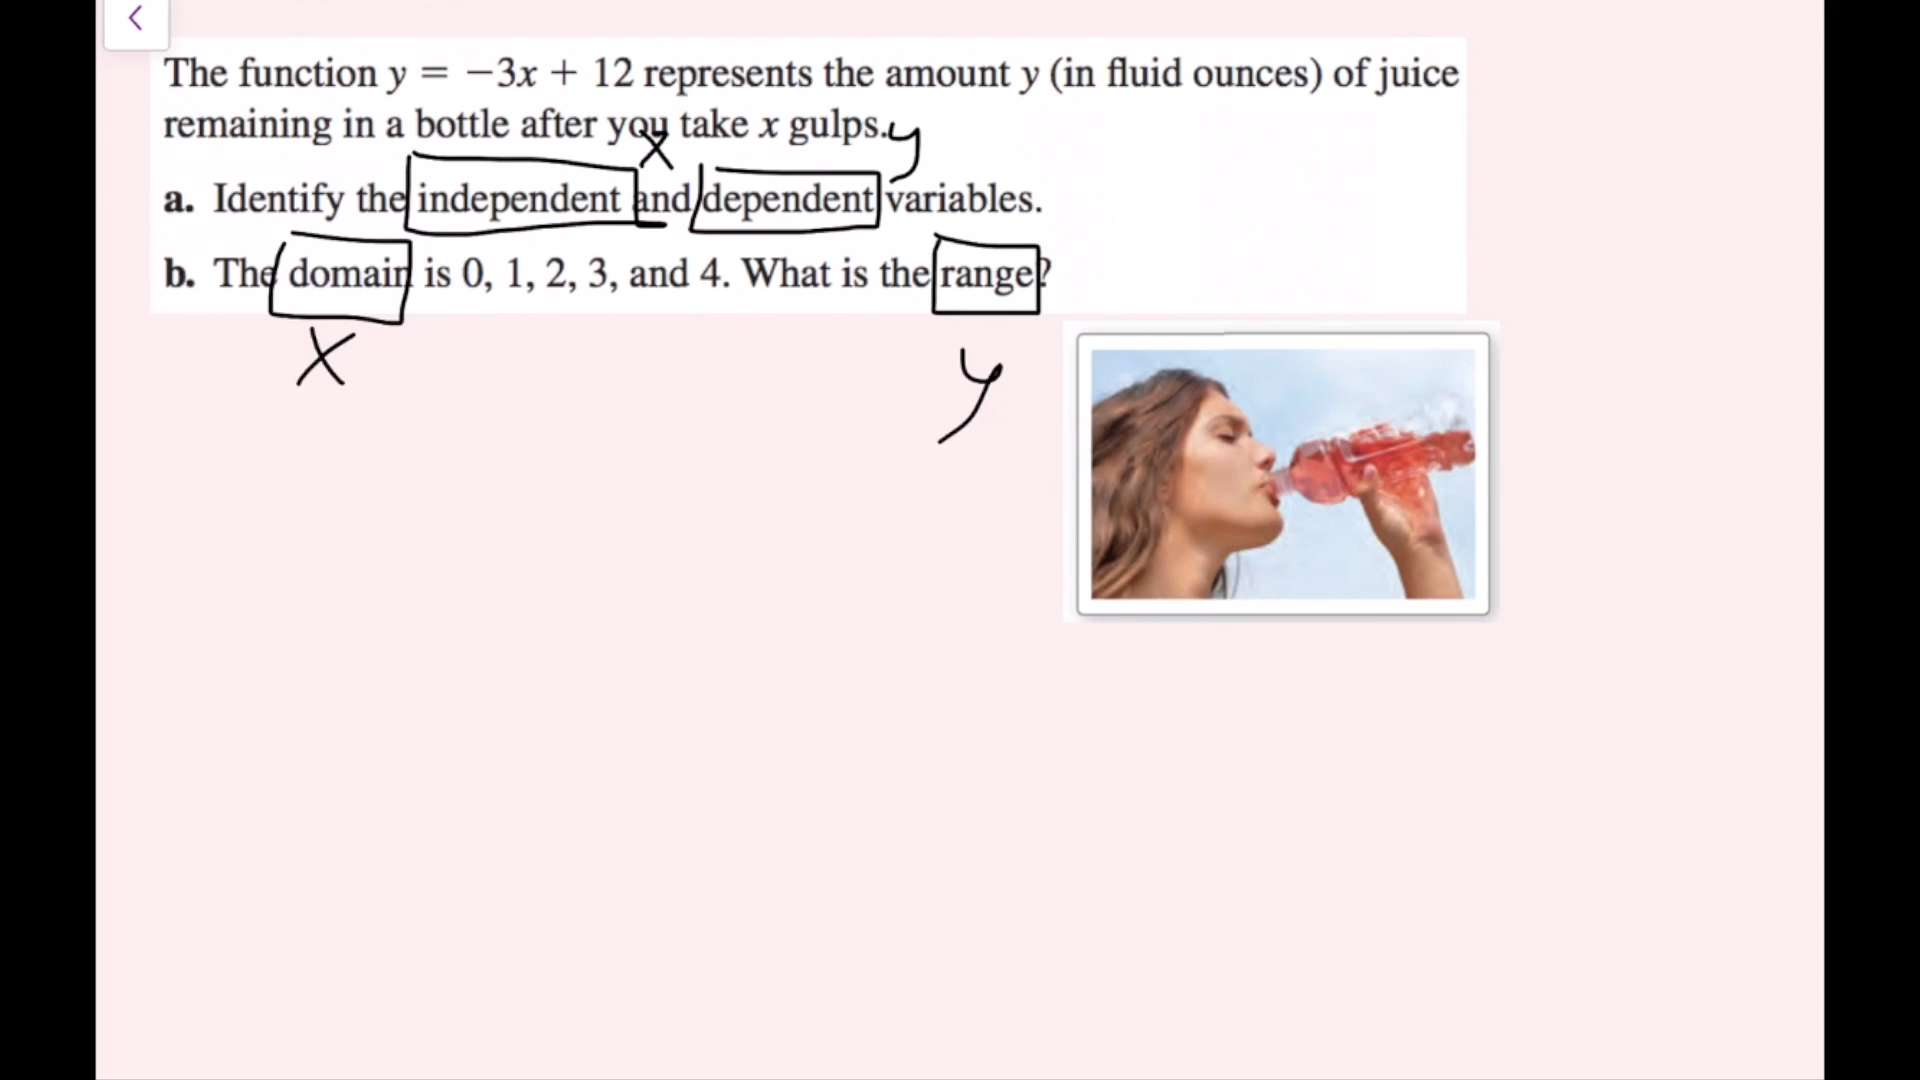 The function y = −3x + 12 represents the amount y (in fluid ounces) of juice
remaining in a bottle after you take x gulps.
x y
a. Identify the independent and dependent variables.
b. The domain is 0, 1, 2, 3, and 4. What is the range?
x y